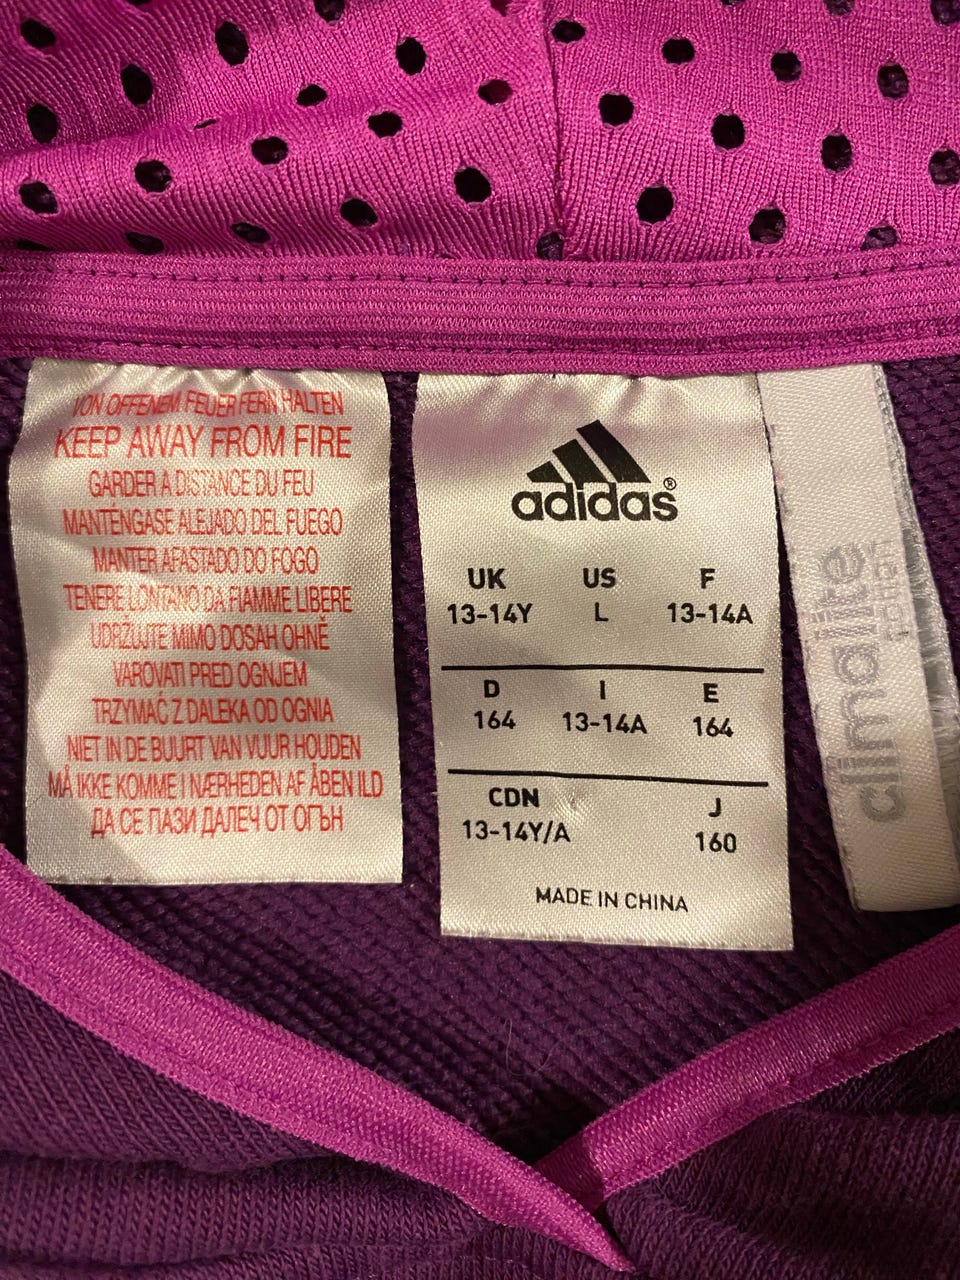 VON OFFENEM FEUER FERN HALTEN
KEEP AWAY FROM FIRE
GARDER A DISTANCE DU FEU
MANTÉNGASE ALEJADO DEL FUEGO
MANTER AFASTADO DO FOGO
TENERE LONTANO DA FIAMME LIBERE
UDRŽUJTE MIMO DOSAH OHNĚ
VAROVATI PRED OGNJEM
TRZYMAĆ Z DALEKA OD OGNIA
NIET IN DE BUURT VAN VUUR HOUDEN
MÅ IKKE KOMME I NÆRHEDEN AF ÅBEN ILD
ДА СЕ ПАЗИ ДАЛЕЧ ОТ ОГЪН
adidas®
UK US F
13-14Y L 13-14A
D I E
164 13-14A 164
CDN J
13-14Y/A 160
MADE IN CHINA
climalite